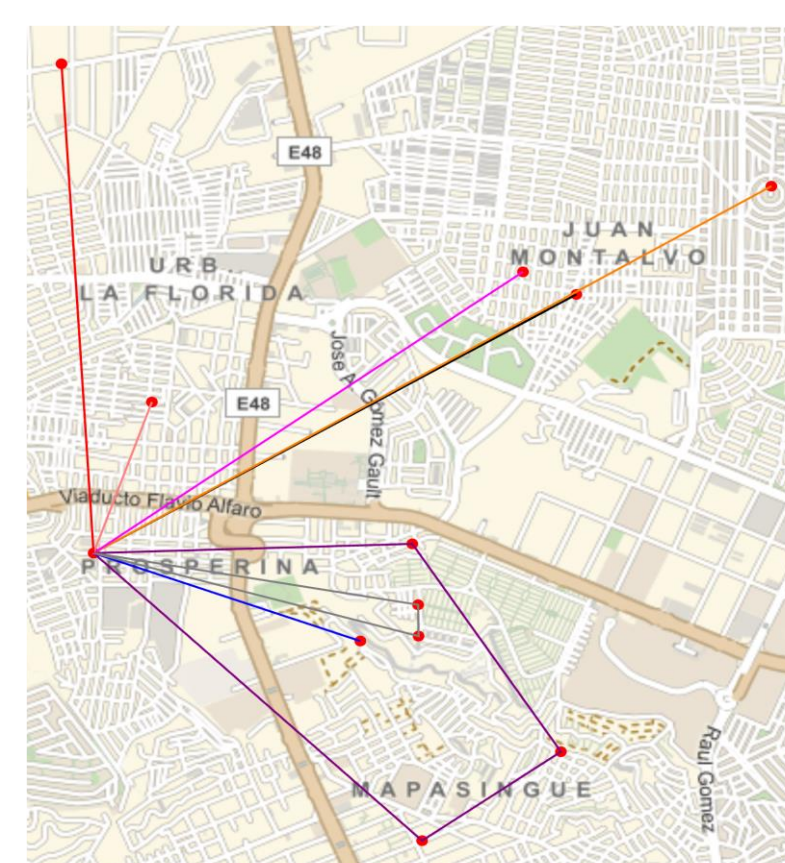 E48
JUAN
MONTALVO
URB.
LA FLORIDA
Jose A. Gomez Gault
E48
Viaducto Flavio Alfaro
PROSPERINA
MAPASINGUE
Raul Gomez